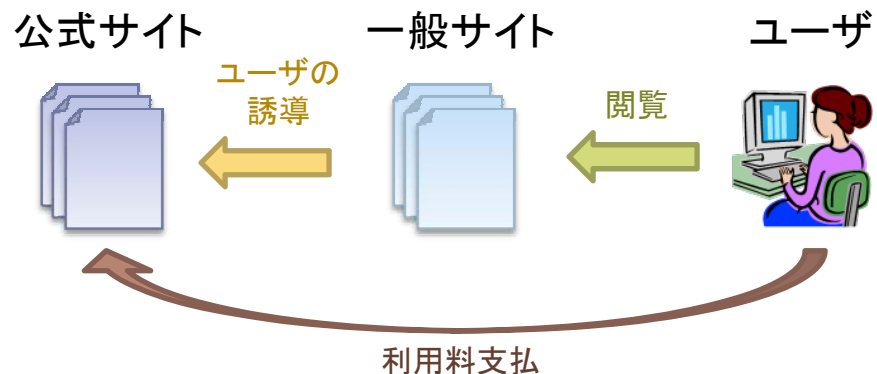 公式サイト
一般サイト
ユーザ
ユーザの
誘導
閲覧
利用料支払